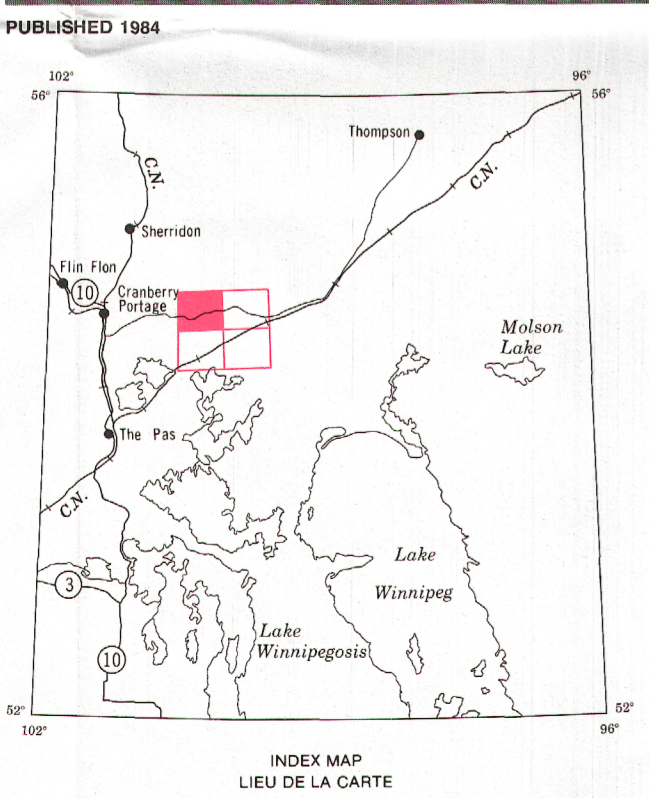 PUBLISHED 1984
102°
96°
56°
56°
Thompson
C.N.
C.N.
Sherridon
Flin Flon
10
Cranberry
Portage
Molson
Lake
The Pas
C.N.
Lake
Winnipeg
3
Lake
Winnipegosis
10
52°
52°
102°
96°
INDEX MAP
LIEU DE LA CARTE